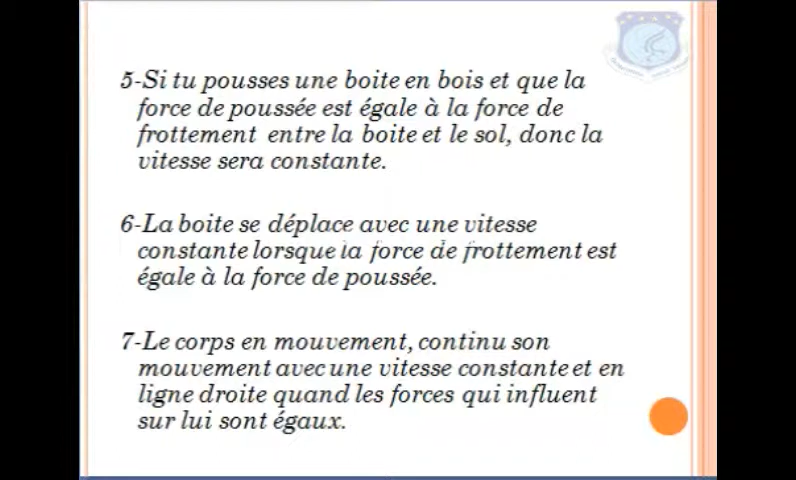 5-Si tu pousses une boite en bois et que la
force de poussée est égale à la force de
frottement entre la boite et le sol, donc la
vitesse sera constante.
6-La boite se déplace avec une vitesse
constante lorsque la force de frottement est
égale à la force de poussée.
7-Le corps en mouvement, continu son
mouvement avec une vitesse constante et en
ligne droite quand les forces qui influent
sur lui sont égaux.